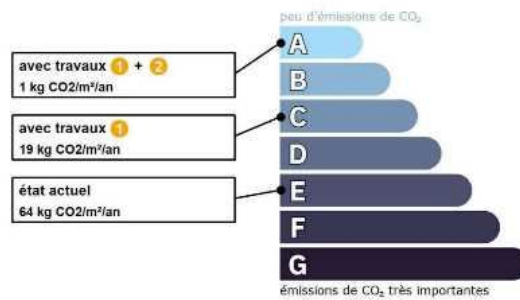 peu d'émissions de CO₂
A
avec travaux 1 + 2
1 kg CO2/m²/an
B
avec travaux 1
19 kg CO2/m²/an
C
D
état actuel
64 kg CO2/m²/an
E
F
G
émissions de CO₂ très importantes